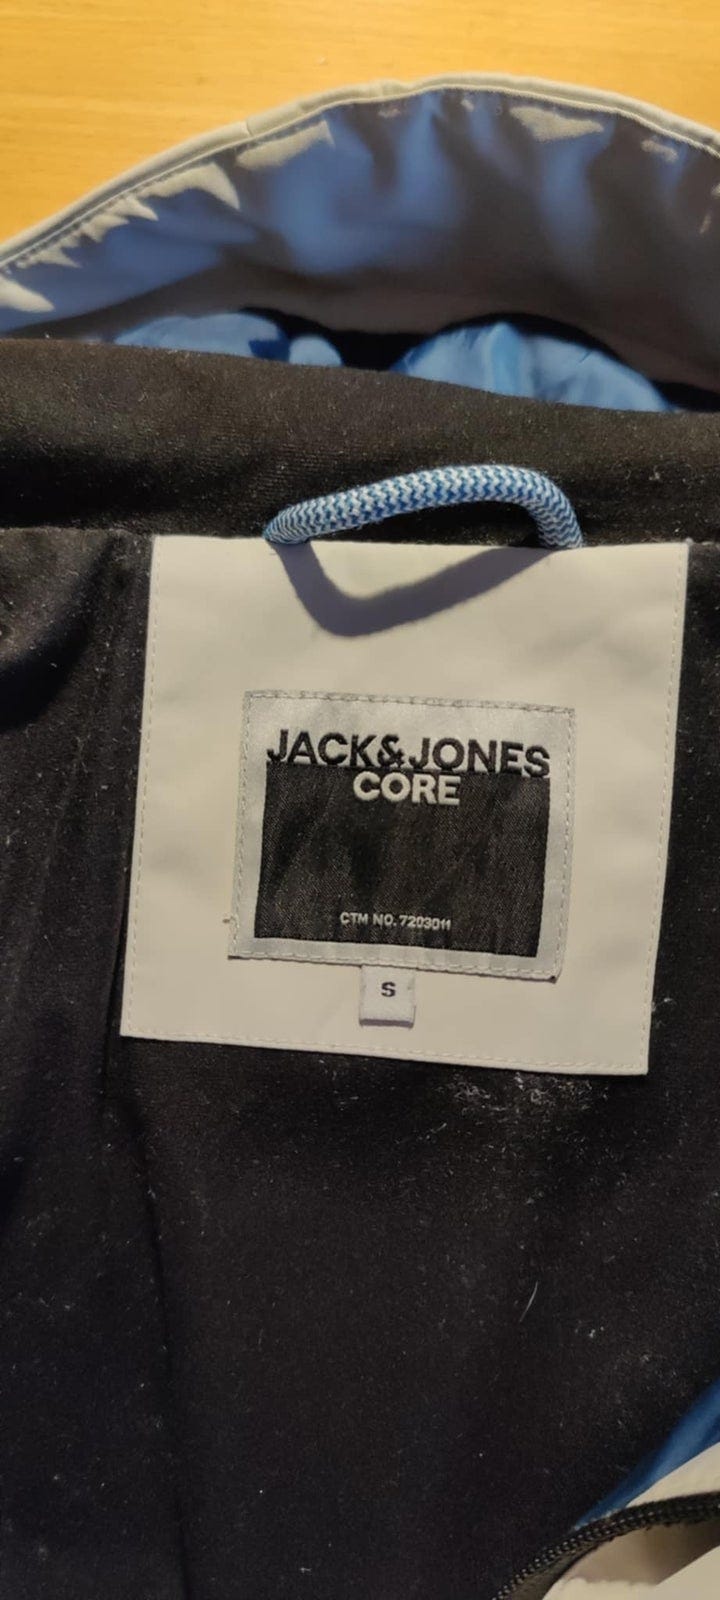 JACK&JONES
CORE
CTM NO. 7203011
S